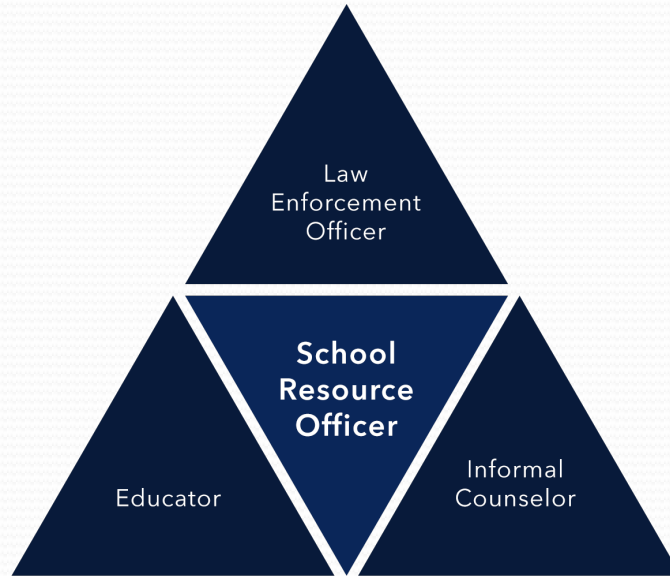 Law
Enforcement
Officer
School
Resource
Officer
Educator
Informal
Counselor